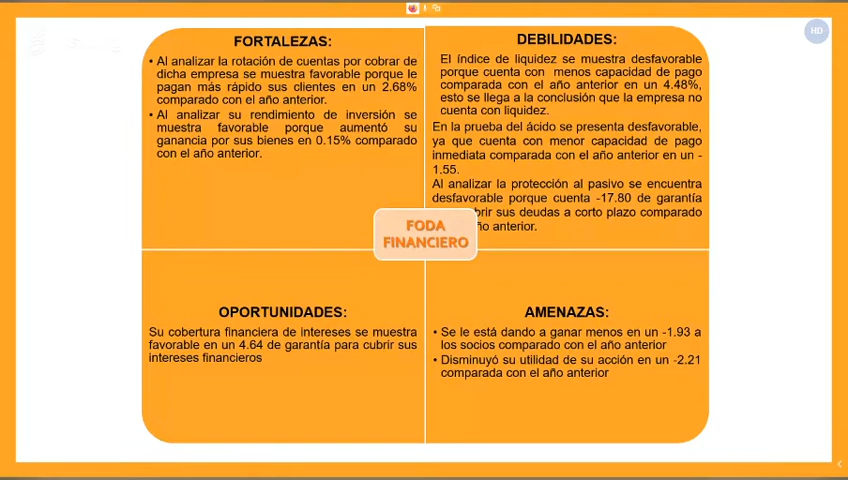 HD
FORTALEZAS:
• Al analizar la rotación de cuentas por cobrar de
dicha empresa se muestra favorable porque le
pagan más rápido sus clientes en un 2.68%
comparado con el año anterior.
• Al analizar su rendimiento de inversión se
muestra favorable porque aumentó su
ganancia por sus bienes en 0.15% comparado
con el año anterior.
DEBILIDADES:
El índice de liquidez se muestra desfavorable
porque cuenta con menos capacidad de pago
comparada con el año anterior en un 4.48%,
esto se llega a la conclusión que la empresa no
cuenta con liquidez.
En la prueba del ácido se presenta desfavorable,
ya que cuenta con menor capacidad de pago
inmediata comparada con el año anterior en un -
1.55.
Al analizar la protección al pasivo se encuentra
desfavorable porque cuenta -17.80 de garantía
sus deudas a corto plazo comparado
anterior.
FODA
FINANCIERO
OPORTUNIDADES:
Su cobertura financiera de intereses se muestra
favorable en un 4.64 de garantía para cubrir sus
intereses financieros
AMENAZAS:
• Se le está dando a ganar menos en un -1.93 a
los socios comparado con el año anterior
• Disminuyó su utilidad de su acción en un -2.21
comparada con el año anterior